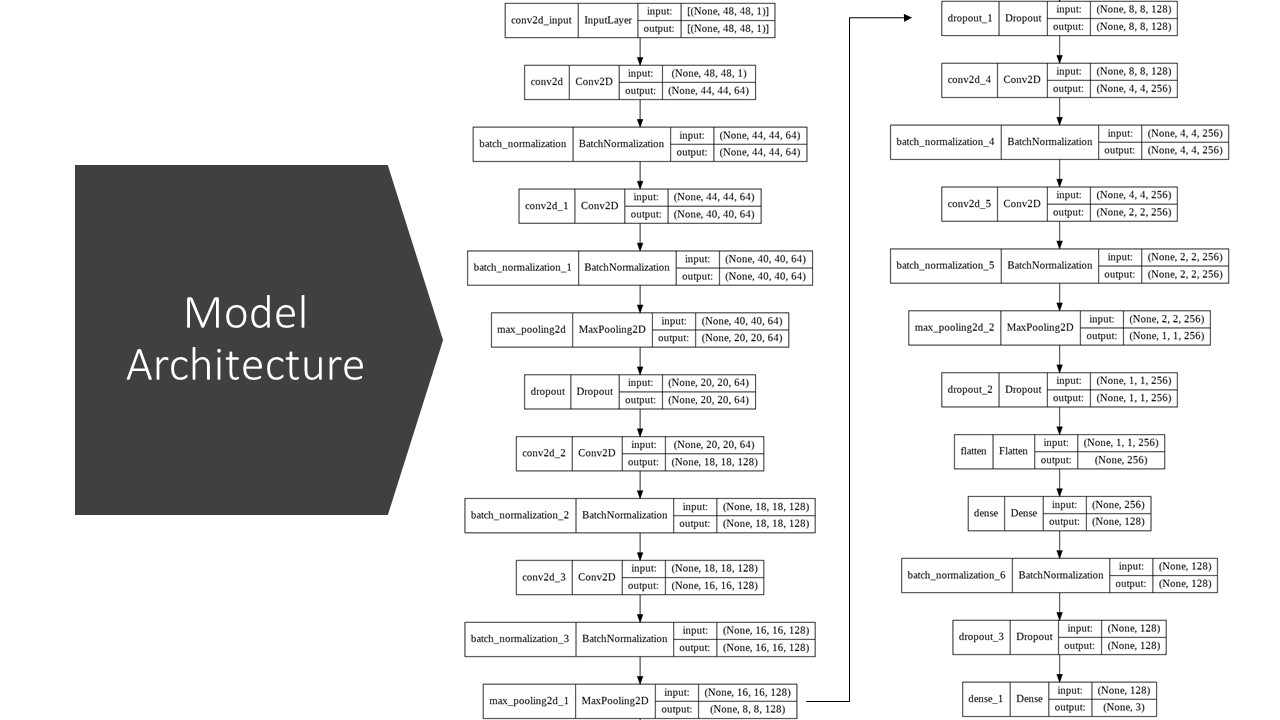 Model
Architecture
conv2d_input InputLayer input: [(None, 48, 48, 1)]
output: [(None, 48, 48, 1)]
conv2d Conv2D input: (None, 48, 48, 1)
output: (None, 44, 44, 64)
batch_normalization BatchNormalization input: (None, 44, 44, 64)
output: (None, 44, 44, 64)
conv2d_1 Conv2D input: (None, 44, 44, 64)
output: (None, 40, 40, 64)
batch_normalization_1 BatchNormalization input: (None, 40, 40, 64)
output: (None, 40, 40, 64)
max_pooling2d MaxPooling2D input: (None, 40, 40, 64)
output: (None, 20, 20, 64)
dropout Dropout input: (None, 20, 20, 64)
output: (None, 20, 20, 64)
conv2d_2 Conv2D input: (None, 20, 20, 64)
output: (None, 18, 18, 128)
batch_normalization_2 BatchNormalization input: (None, 18, 18, 128)
output: (None, 18, 18, 128)
conv2d_3 Conv2D input: (None, 18, 18, 128)
output: (None, 16, 16, 128)
batch_normalization_3 BatchNormalization input: (None, 16, 16, 128)
output: (None, 16, 16, 128)
max_pooling2d_1 MaxPooling2D input: (None, 16, 16, 128)
output: (None, 8, 8, 128)
dropout_1 Dropout input: (None, 8, 8, 128)
output: (None, 8, 8, 128)
conv2d_4 Conv2D input: (None, 8, 8, 128)
output: (None, 4, 4, 256)
batch_normalization_4 BatchNormalization input: (None, 4, 4, 256)
output: (None, 4, 4, 256)
conv2d_5 Conv2D input: (None, 4, 4, 256)
output: (None, 2, 2, 256)
batch_normalization_5 BatchNormalization input: (None, 2, 2, 256)
output: (None, 2, 2, 256)
max_pooling2d_2 MaxPooling2D input: (None, 2, 2, 256)
output: (None, 1, 1, 256)
dropout_2 Dropout input: (None, 1, 1, 256)
output: (None, 1, 1, 256)
flatten Flatten input: (None, 1, 1, 256)
output: (None, 256)
dense Dense input: (None, 256)
output: (None, 128)
batch_normalization_6 BatchNormalization input: (None, 128)
output: (None, 128)
dropout_3 Dropout input: (None, 128)
output: (None, 128)
dense_1 Dense input: (None, 128)
output: (None, 3)